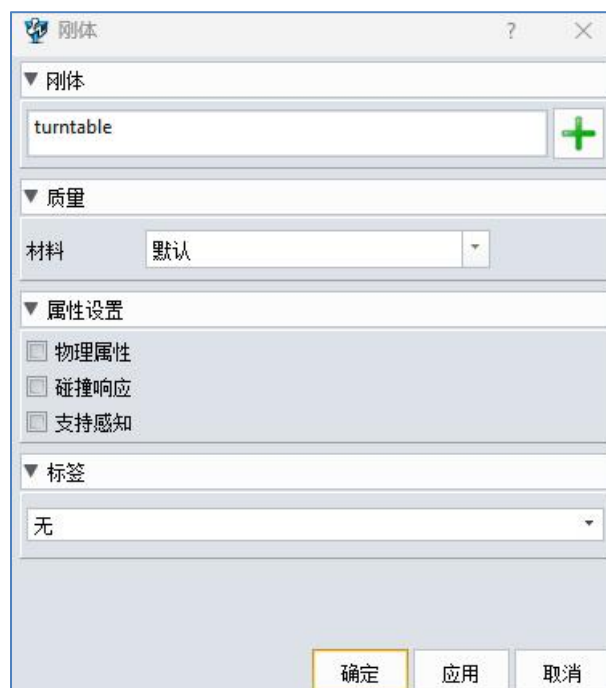 刚体
刚体
turntable
质量
材料 默认
属性设置
物理属性
碰撞响应
支持感知
标签
无
确定 应用 取消